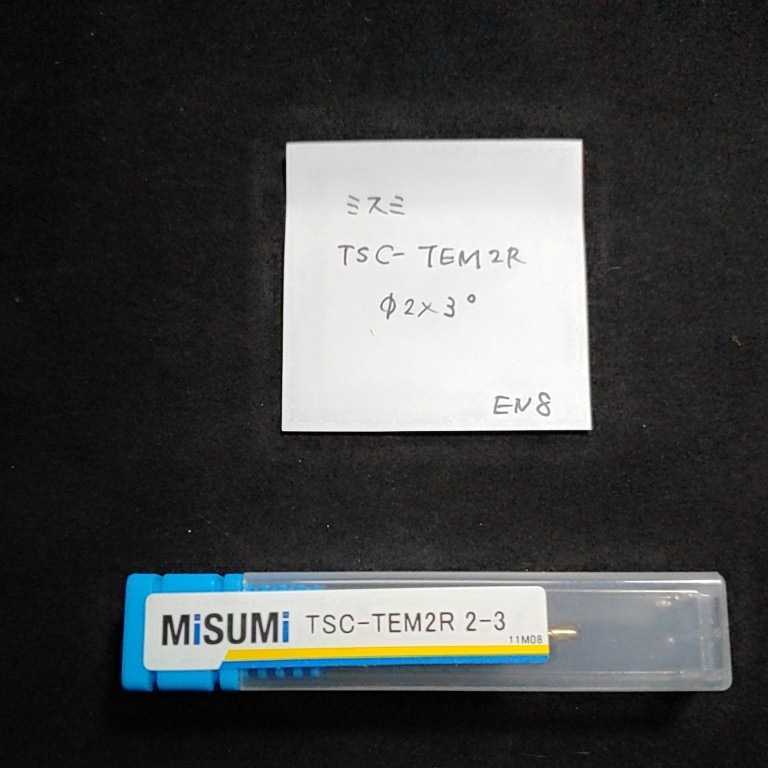 ミスミ
TSC-TEM2R
φ2×3°
EN8
MiSUMi TSC-TEM2R 2-3
11M08